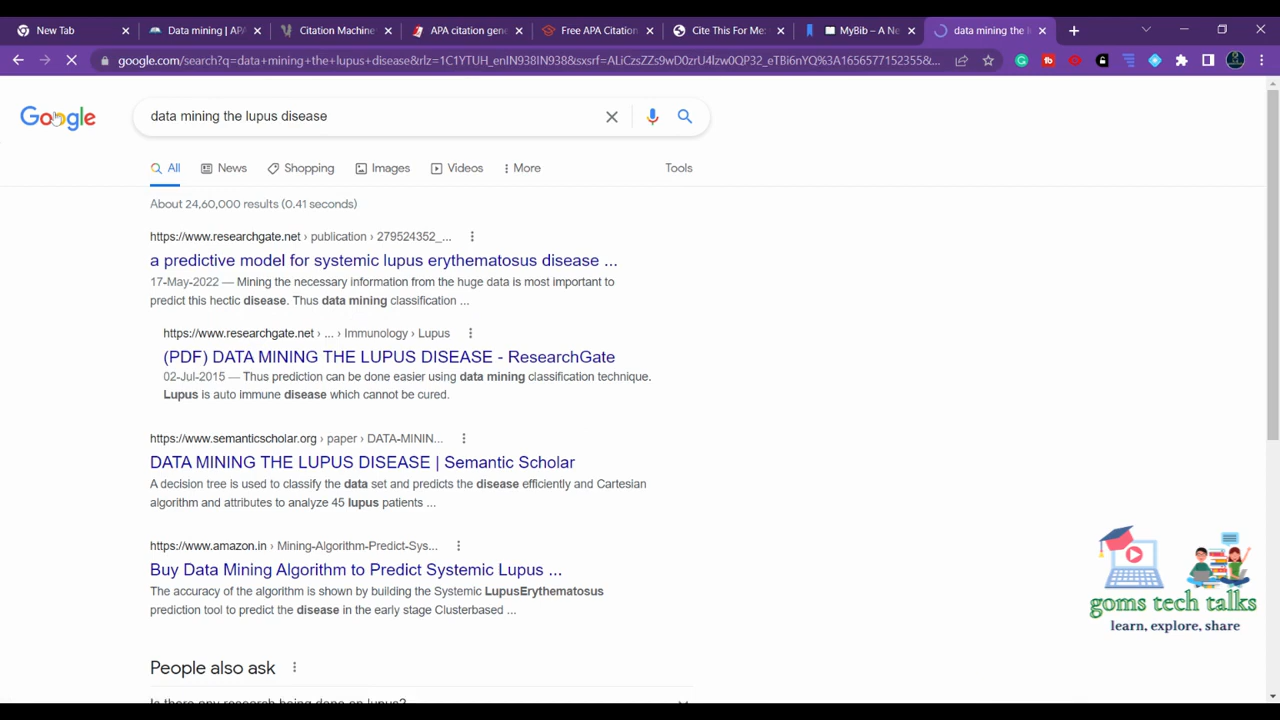 New Tab
Data mining | APA
Citation Machine
APA citation gen
Free APA Citation
Cite This For Me:
MyBib – A Ne
data mining the l
google.com/search?q=data+mining+the+lupus+disease&rlz=1C1YTUH_enIN938IN938&sxsrf=ALiCzsZZs9wD0zrU4lzw0QP32_eTBi6nYQ%3A1656577152355&...
Google
data mining the lupus disease
All
News
Shopping
Images
Videos
More
Tools
About 24,60,000 results (0.41 seconds)
https://www.researchgate.net › publication › 279524352_...
a predictive model for systemic lupus erythematosus disease ...
17-May-2022 — Mining the necessary information from the huge data is most important to
predict this hectic disease. Thus data mining classification ...
https://www.researchgate.net › ... › Immunology › Lupus
(PDF) DATA MINING THE LUPUS DISEASE - ResearchGate
02-Jul-2015 — Thus prediction can be done easier using data mining classification technique.
Lupus is auto immune disease which cannot be cured.
https://www.semanticscholar.org › paper › DATA-MININ...
DATA MINING THE LUPUS DISEASE | Semantic Scholar
A decision tree is used to classify the data set and predicts the disease efficiently and Cartesian
algorithm and attributes to analyze 45 lupus patients ...
https://www.amazon.in › Mining-Algorithm-Predict-Sys...
Buy Data Mining Algorithm to Predict Systemic Lupus ...
The accuracy of the algorithm is shown by building the Systemic LupusErythematosus
prediction tool to predict the disease in the early stage Clusterbased ...
goms tech talks
learn, explore, share
People also ask
Is there any research being done on lupus?